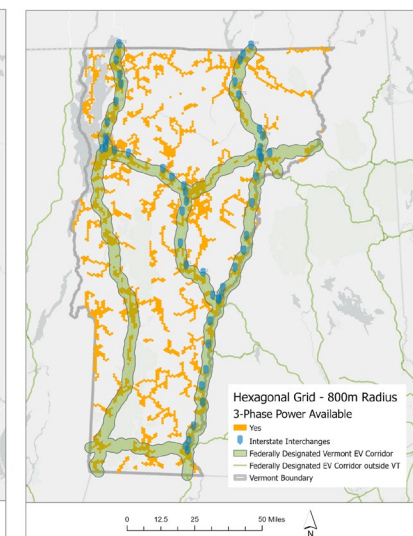 Hexagonal Grid - 800m Radius
3-Phase Power Available
Yes
Interstate Interchanges
Federally Designated Vermont EV Corridor
Federally Designated EV Corridor outside VT
Vermont Boundary
0 12.5 25 50 Miles
N